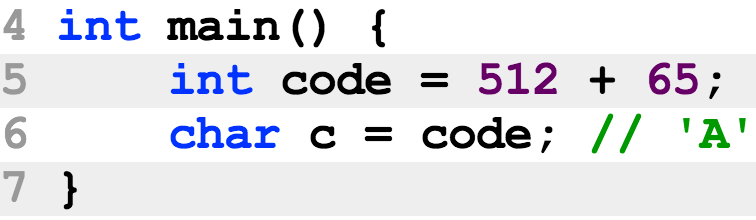 4 int main() {
5     int code = 512 + 65;
6     char c = code; // 'A'
7 }